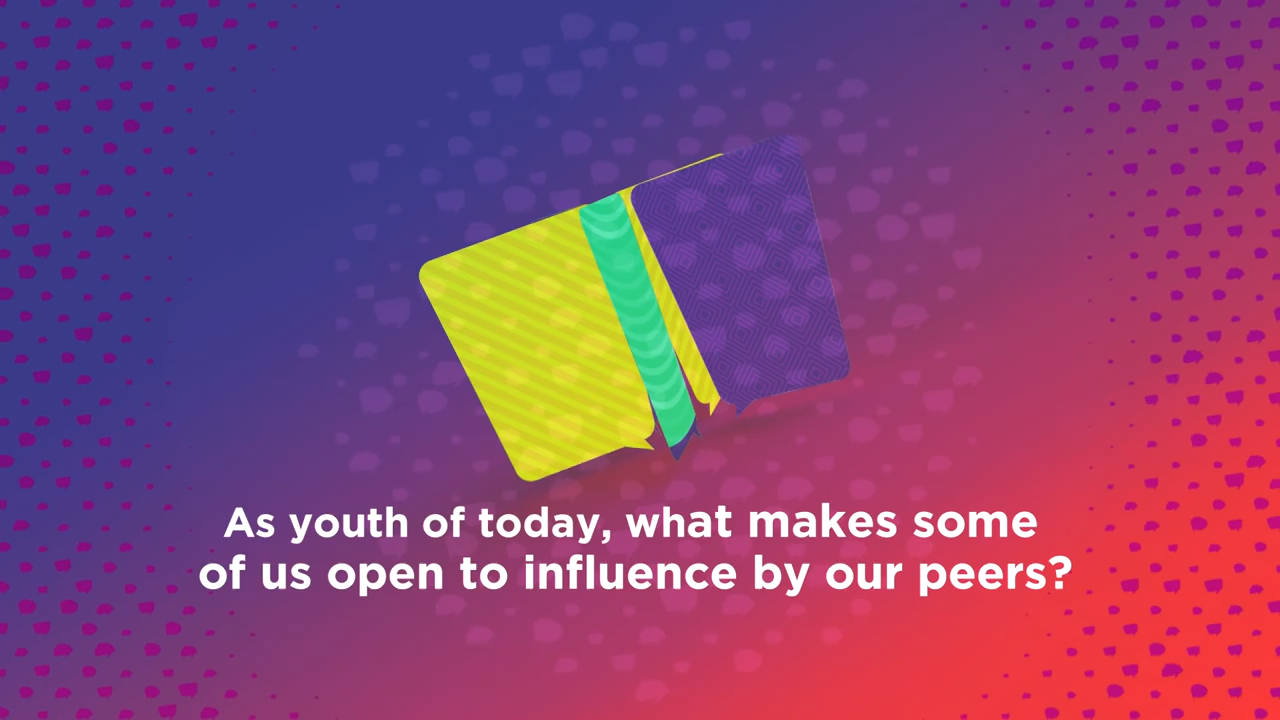 As youth of today, what makes some
of us open to influence by our peers?